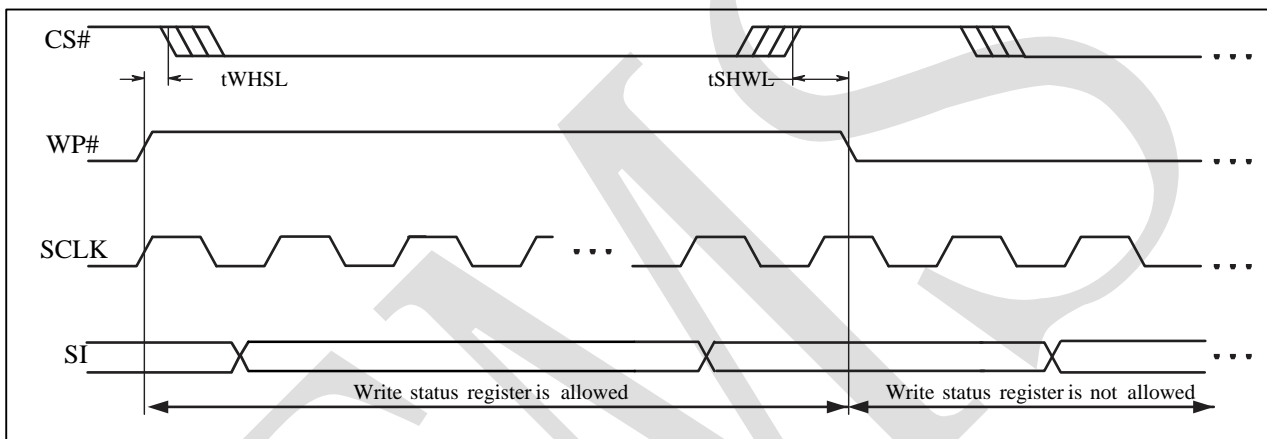 CS#
tWHSL
tSHWL
WP#
SCLK
SI
Write status register is allowed
Write status register is not allowed